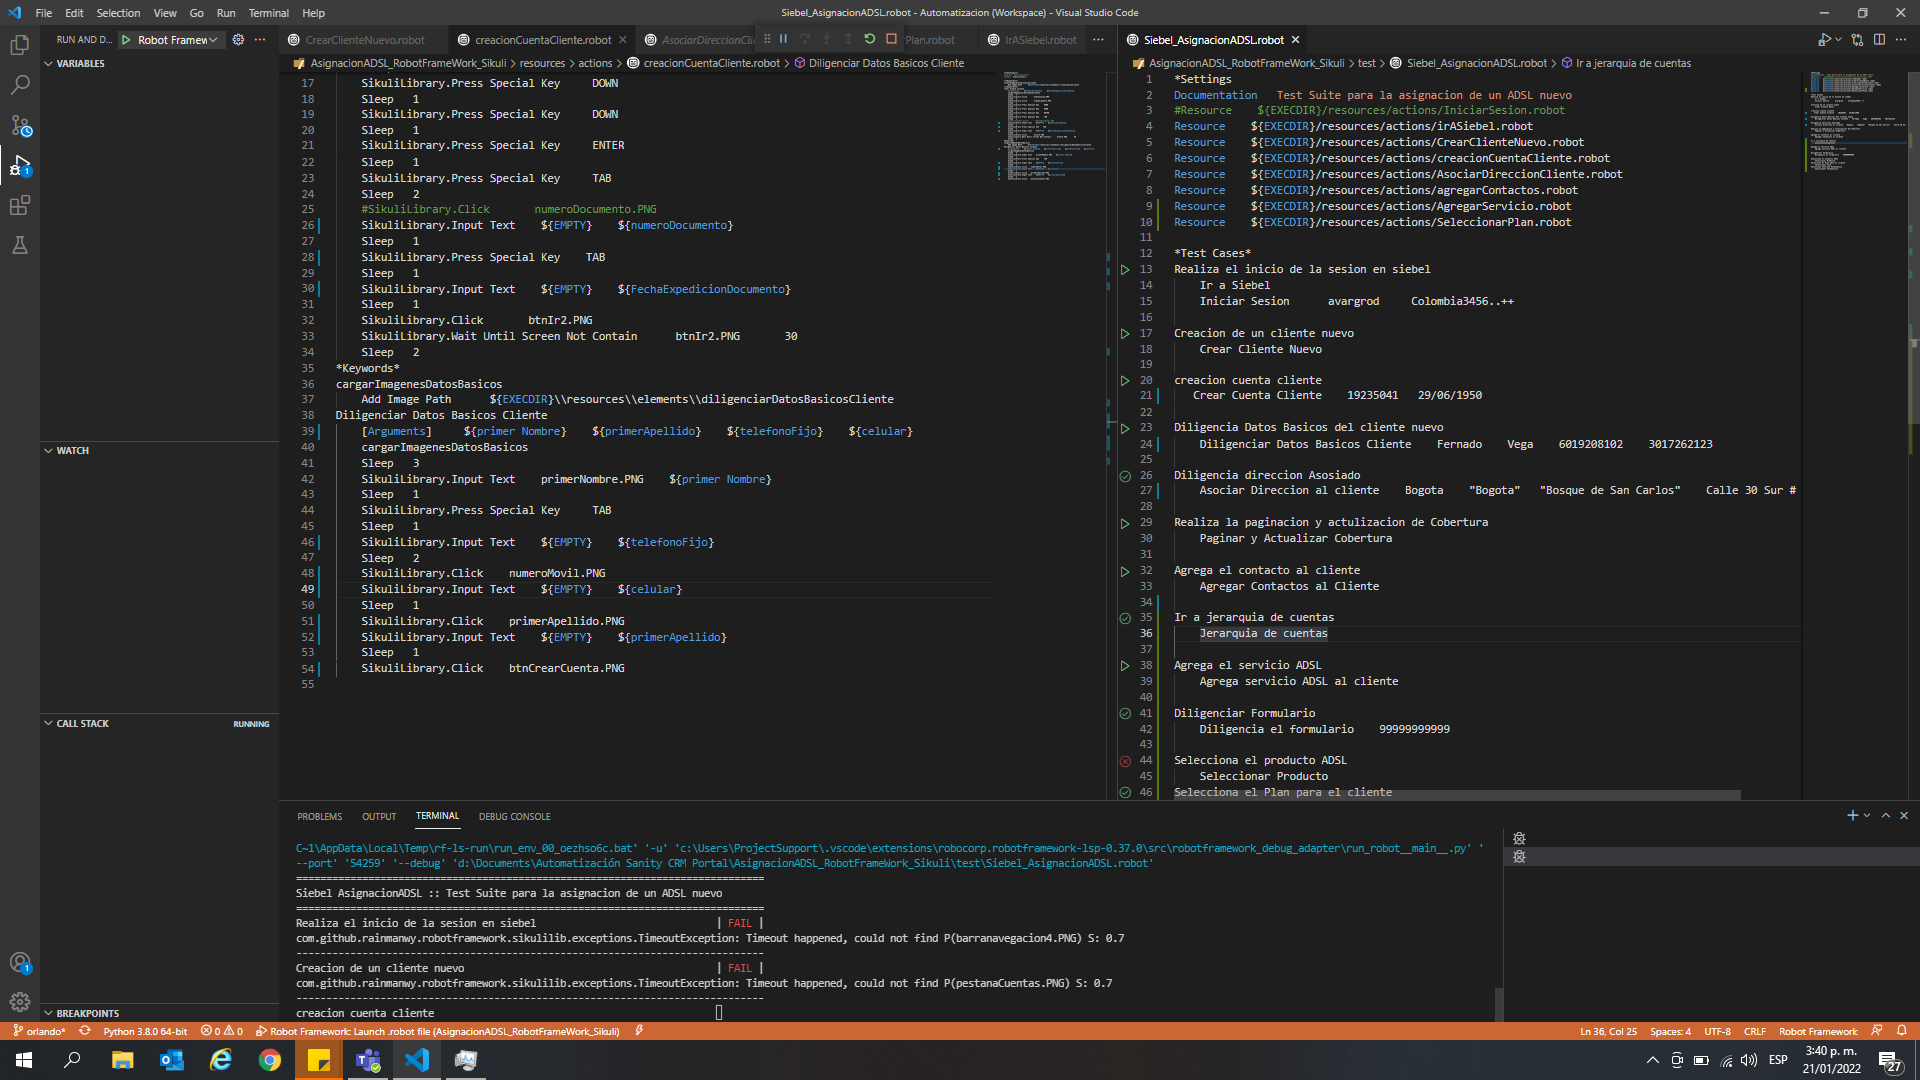 File Edit Selection View Go Run Terminal Help
Siebel_AsignacionADSL.robot - Automatizacion (Workspace) - Visual Studio Code
RUN AND D... Robot Framew
VARIABLES
WATCH
CALL STACK RUNNING
BREAKPOINTS
CrearClienteNuevo.robot creacionCuentaCliente.robot AsociarDireccionCli Plan.robot IrASiebel.robot
AsignacionADSL_RobotFrameWork_Sikuli > resources > actions > creacionCuentaCliente.robot > Diligenciar Datos Basicos Cliente
17 SikuliLibrary.Press Special Key DOWN
18 Sleep 1
19 SikuliLibrary.Press Special Key DOWN
20 Sleep 1
21 SikuliLibrary.Press Special Key ENTER
22 Sleep 1
23 SikuliLibrary.Press Special Key TAB
24 Sleep 2
25 #SikuliLibrary.Click numeroDocumento.PNG
26 SikuliLibrary.Input Text ${EMPTY} ${numeroDocumento}
27 Sleep 1
28 SikuliLibrary.Press Special Key TAB
29 Sleep 1
30 SikuliLibrary.Input Text ${EMPTY} ${FechaExpedicionDocumento}
31 Sleep 1
32 SikuliLibrary.Click btnIr2.PNG
33 SikuliLibrary.Wait Until Screen Not Contain btnIr2.PNG 30
34 Sleep 2
35 *Keywords*
36 cargarImagenesDatosBasicos
37 Add Image Path ${EXECDIR}\\resources\\elements\\diligenciarDatosBasicosCliente
38 Diligenciar Datos Basicos Cliente
39 [Arguments] ${primer Nombre} ${primerApellido} ${telefonoFijo} ${celular}
40 cargarImagenesDatosBasicos
41 Sleep 3
42 SikuliLibrary.Input Text primerNombre.PNG ${primer Nombre}
43 Sleep 1
44 SikuliLibrary.Press Special Key TAB
45 Sleep 1
46 SikuliLibrary.Input Text ${EMPTY} ${telefonoFijo}
47 Sleep 2
48 SikuliLibrary.Click numeroMovil.PNG
49 SikuliLibrary.Input Text ${EMPTY} ${celular}
50 Sleep 1
51 SikuliLibrary.Click primerApellido.PNG
52 SikuliLibrary.Input Text ${EMPTY} ${primerApellido}
53 Sleep 1
54 SikuliLibrary.Click btnCrearCuenta.PNG
55
Siebel_AsignacionADSL.robot
AsignacionADSL_RobotFrameWork_Sikuli > test > Siebel_AsignacionADSL.robot > Ir a jerarquia de cuentas
1 *Settings
2 Documentation Test Suite para la asignacion de un ADSL nuevo
3 #Resource ${EXECDIR}/resources/actions/IniciarSesion.robot
4 Resource ${EXECDIR}/resources/actions/irASiebel.robot
5 Resource ${EXECDIR}/resources/actions/CrearClienteNuevo.robot
6 Resource ${EXECDIR}/resources/actions/creacionCuentaCliente.robot
7 Resource ${EXECDIR}/resources/actions/AsociarDireccionCliente.robot
8 Resource ${EXECDIR}/resources/actions/agregarContactos.robot
9 Resource ${EXECDIR}/resources/actions/AgregarServicio.robot
10 Resource ${EXECDIR}/resources/actions/SeleccionarPlan.robot
11
12 *Test Cases*
13 Realiza el inicio de la sesion en siebel
14 Ir a Siebel
15 Iniciar Sesion avargrod Colombia3456..++
16
17 Creacion de un cliente nuevo
18 Crear Cliente Nuevo
19
20 creacion cuenta cliente
21 Crear Cuenta Cliente 19235041 29/06/1950
22
23 Diligencia Datos Basicos del cliente nuevo
24 Diligenciar Datos Basicos Cliente Fernado Vega 6019208102 3017262123
25
26 Diligencia direccion Asosiado
27 Asociar Direccion al cliente Bogota "Bogota" "Bosque de San Carlos" Calle 30 Sur #
28
29 Realiza la paginacion y actulizacion de Cobertura
30 Paginar y Actualizar Cobertura
31
32 Agrega el contacto al cliente
33 Agregar Contactos al Cliente
34
35 Ir a jerarquia de cuentas
36 Jerarquia de cuentas
37
38 Agrega el servicio ADSL
39 Agrega servicio ADSL al cliente
40
41 Diligenciar Formulario
42 Diligencia el formulario 99999999999
43
44 Selecciona el producto ADSL
45 Seleccionar Producto
46 Selecciona el Plan para el cliente
PROBLEMS OUTPUT TERMINAL DEBUG CONSOLE
C~1\AppData\Local\Temp\rf-ls-run\run_env_00_oezhso6c.bat' '-u' 'c:\Users\ProjectSupport\.vscode\extensions\robocorp.robotframework-lsp-0.37.0\src\robotframework_debug_adapter\run_robot__main__.py' '
--port' '54259' '--debug' 'd:\Documents\Automatización Sanity CRM Portal\AsignacionADSL_RobotFrameWork_Sikuli\test\Siebel_AsignacionADSL.robot'
==============================================================================
Siebel AsignacionADSL :: Test Suite para la asignacion de un ADSL nuevo
==============================================================================
Realiza el inicio de la sesion en siebel | FAIL |
com.github.rainmanwy.robotframework.sikulilib.exceptions.TimeoutException: Timeout happened, could not find P(barranavegacion4.PNG) S: 0.7
------------------------------------------------------------------------------
Creacion de un cliente nuevo | FAIL |
com.github.rainmanwy.robotframework.sikulilib.exceptions.TimeoutException: Timeout happened, could not find P(pestanaCuentas.PNG) S: 0.7
------------------------------------------------------------------------------
creacion cuenta cliente
orlando* Python 3.8.0 64-bit 0 0 Robot Framework: Launch .robot file (AsignacionADSL_RobotFrameWork_Sikuli) Ln 36, Col 25 Spaces: 4 UTF-8 CRLF Robot Framework
ESP 3:40 p. m.
21/01/2022 27